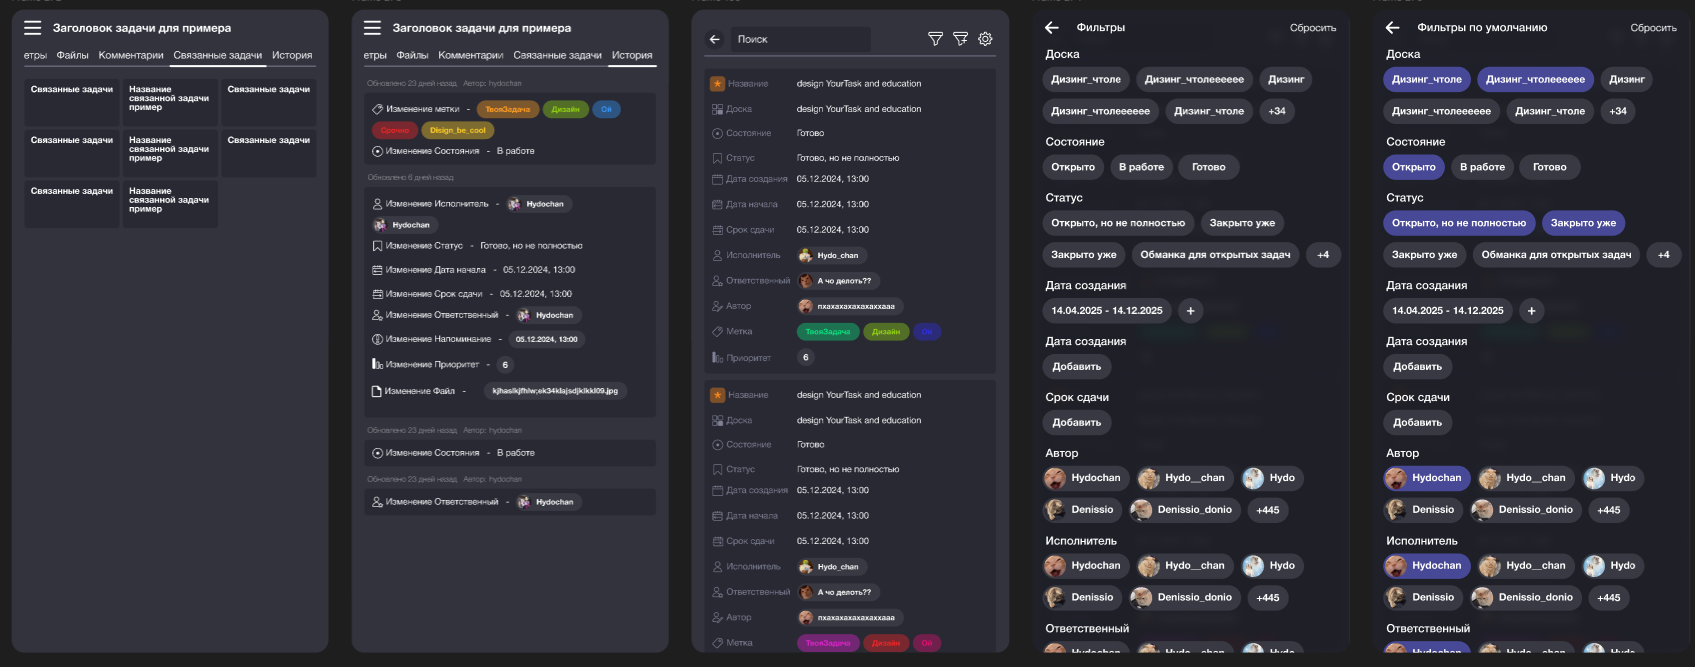 Заголовок задачи для примера
етры Файлы Комментарии Связанные задачи История
Связанные задачи
Название связанной задачи пример
Связанные задачи
Связанные задачи
Название связанной задачи пример
Связанные задачи
Связанные задачи
Название связанной задачи пример
Заголовок задачи для примера
етры Файлы Комментарии Связанные задачи История
Обновлено 23 дней назад Автор: hydochan
Изменение метки - ТвояЗадача Дизайн Ой
Срочно Disign_be_cool
Изменение Состояния - В работе
Обновлено 6 дней назад
Изменение Исполнитель - Hydochan
Hydochan
Изменение Статус - Готово, но не полностью
Изменение Дата начала - 05.12.2024, 13:00
Изменение Срок сдачи - 05.12.2024, 13:00
Изменение Ответственный - Hydochan
Изменение Напоминание - 05.12.2024, 13:00
Изменение Приоритет - 6
Изменение Файл -
Обновлено 23 дней назад Автор: hydochan
Изменение Состояния - В работе
Обновлено 23 дней назад Автор: hydochan
Изменение Ответственный - Hydochan
Поиск
Название design YourTask and education
Доска design YourTask and education
Состояние Готово
Статус Готово, но не полностью
Дата создания 05.12.2024, 13:00
Дата начала 05.12.2024, 13:00
Срок сдачи 05.12.2024, 13:00
Исполнитель Hydo_chan
Ответственный А чо делоть??
Автор пхахахахахахаххааа
Метка ТвояЗадача Дизайн Ой
Приоритет 6
Название design YourTask and education
Доска design YourTask and education
Состояние Готово
Статус Готово, но не полностью
Дата создания 05.12.2024, 13:00
Дата начала 05.12.2024, 13:00
Срок сдачи 05.12.2024, 13:00
Исполнитель Hydo_chan
Ответственный А чо делоть??
Автор пхахахахахахаххааа
Метка ТвояЗадача Дизайн Ой
Фильтры Сбросить
Доска
Дизинг_чтоле Дизинг_чтолееееее Дизинг
Дизинг_чтолееееее Дизинг_чтоле +34
Состояние
Открыто В работе Готово
Статус
Открыто, но не полностью Закрыто уже
Закрыто уже Обманка для открытых задач +4
Дата создания
14.04.2025 - 14.12.2025 +
Дата создания
Добавить
Срок сдачи
Добавить
Автор
Hydochan Hydo__chan Hydo
Denissio Denissio_donio +445
Исполнитель
Hydochan Hydo__chan Hydo
Denissio Denissio_donio +445
Ответственный
Hydochan Hydo__chan Hydo
Фильтры по умолчанию Сбросить
Доска
Дизинг_чтоле Дизинг_чтолееееее Дизинг
Дизинг_чтолееееее Дизинг_чтоле +34
Состояние
Открыто В работе Готово
Статус
Открыто, но не полностью Закрыто уже
Закрыто уже Обманка для открытых задач +4
Дата создания
14.04.2025 - 14.12.2025 +
Дата создания
Добавить
Срок сдачи
Добавить
Автор
Hydochan Hydo__chan Hydo
Denissio Denissio_donio +445
Исполнитель
Hydochan Hydo__chan Hydo
Denissio Denissio_donio +445
Ответственный
Hydochan Hydo__chan Hydo